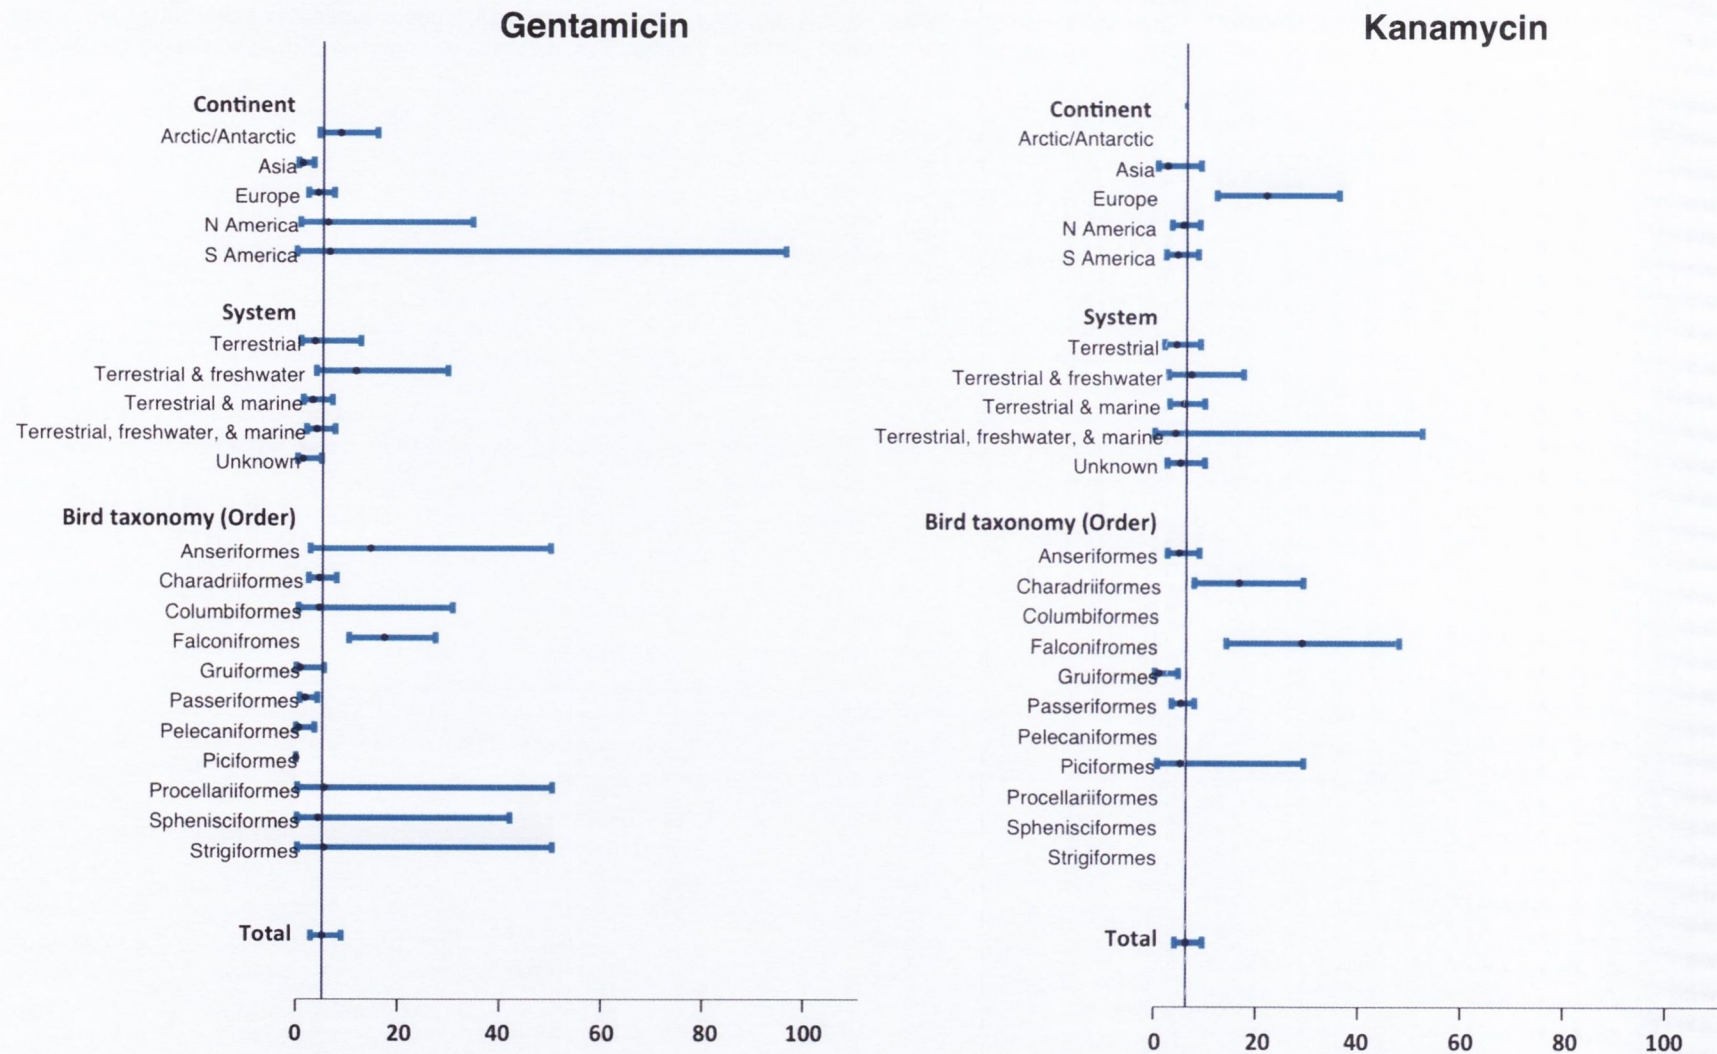 Gentamicin
Continent
Arctic/Antarctic
Asia
Europe
N America
S America
System
Terrestrial
Terrestrial & freshwater
Terrestrial & marine
Terrestrial, freshwater, & marine
Unknown
Bird taxonomy (Order)
Anseriformes
Charadriiformes
Columbiformes
Falconifromes
Gruiformes
Passeriformes
Pelecaniformes
Piciformes
Procellariiformes
Sphenisciformes
Strigiformes
Total
0 20 40 60 80 100
Kanamycin
Continent
Arctic/Antarctic
Asia
Europe
N America
S America
System
Terrestrial
Terrestrial & freshwater
Terrestrial & marine
Terrestrial, freshwater, & marine
Unknown
Bird taxonomy (Order)
Anseriformes
Charadriiformes
Columbiformes
Falconifromes
Gruiformes
Passeriformes
Pelecaniformes
Piciformes
Procellariiformes
Sphenisciformes
Strigiformes
Total
0 20 40 60 80 100